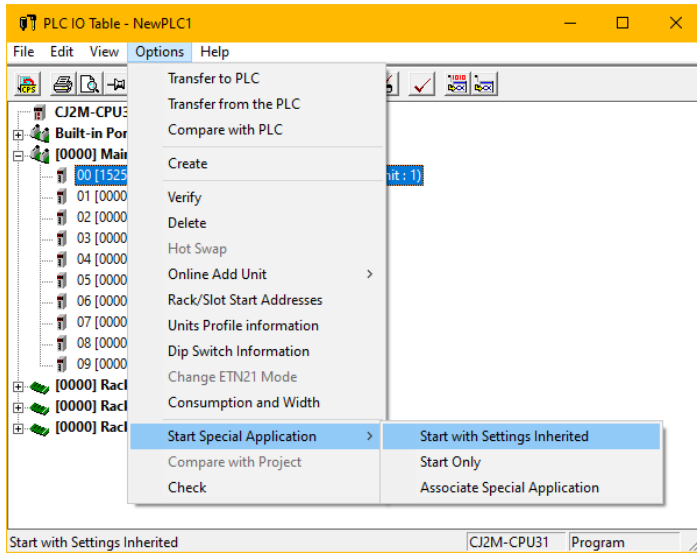 PLC IO Table - NewPLC1
File Edit View Options Help
CJ2M-CPU3
Built-in Por
[0000] Mair
00 [1525 nit : 1)
01 [0000
02 [0000
03 [0000
04 [0000
05 [0000
06 [0000
07 [0000
08 [0000
09 [0000
[0000] Racl
[0000] Racl
[0000] Racl
Transfer to PLC
Transfer from the PLC
Compare with PLC
Create
Verify
Delete
Hot Swap
Online Add Unit
Rack/Slot Start Addresses
Units Profile information
Dip Switch Information
Change ETN21 Mode
Consumption and Width
Start Special Application
Compare with Project
Check
Start with Settings Inherited
Start Only
Associate Special Application
Start with Settings Inherited CJ2M-CPU31 Program